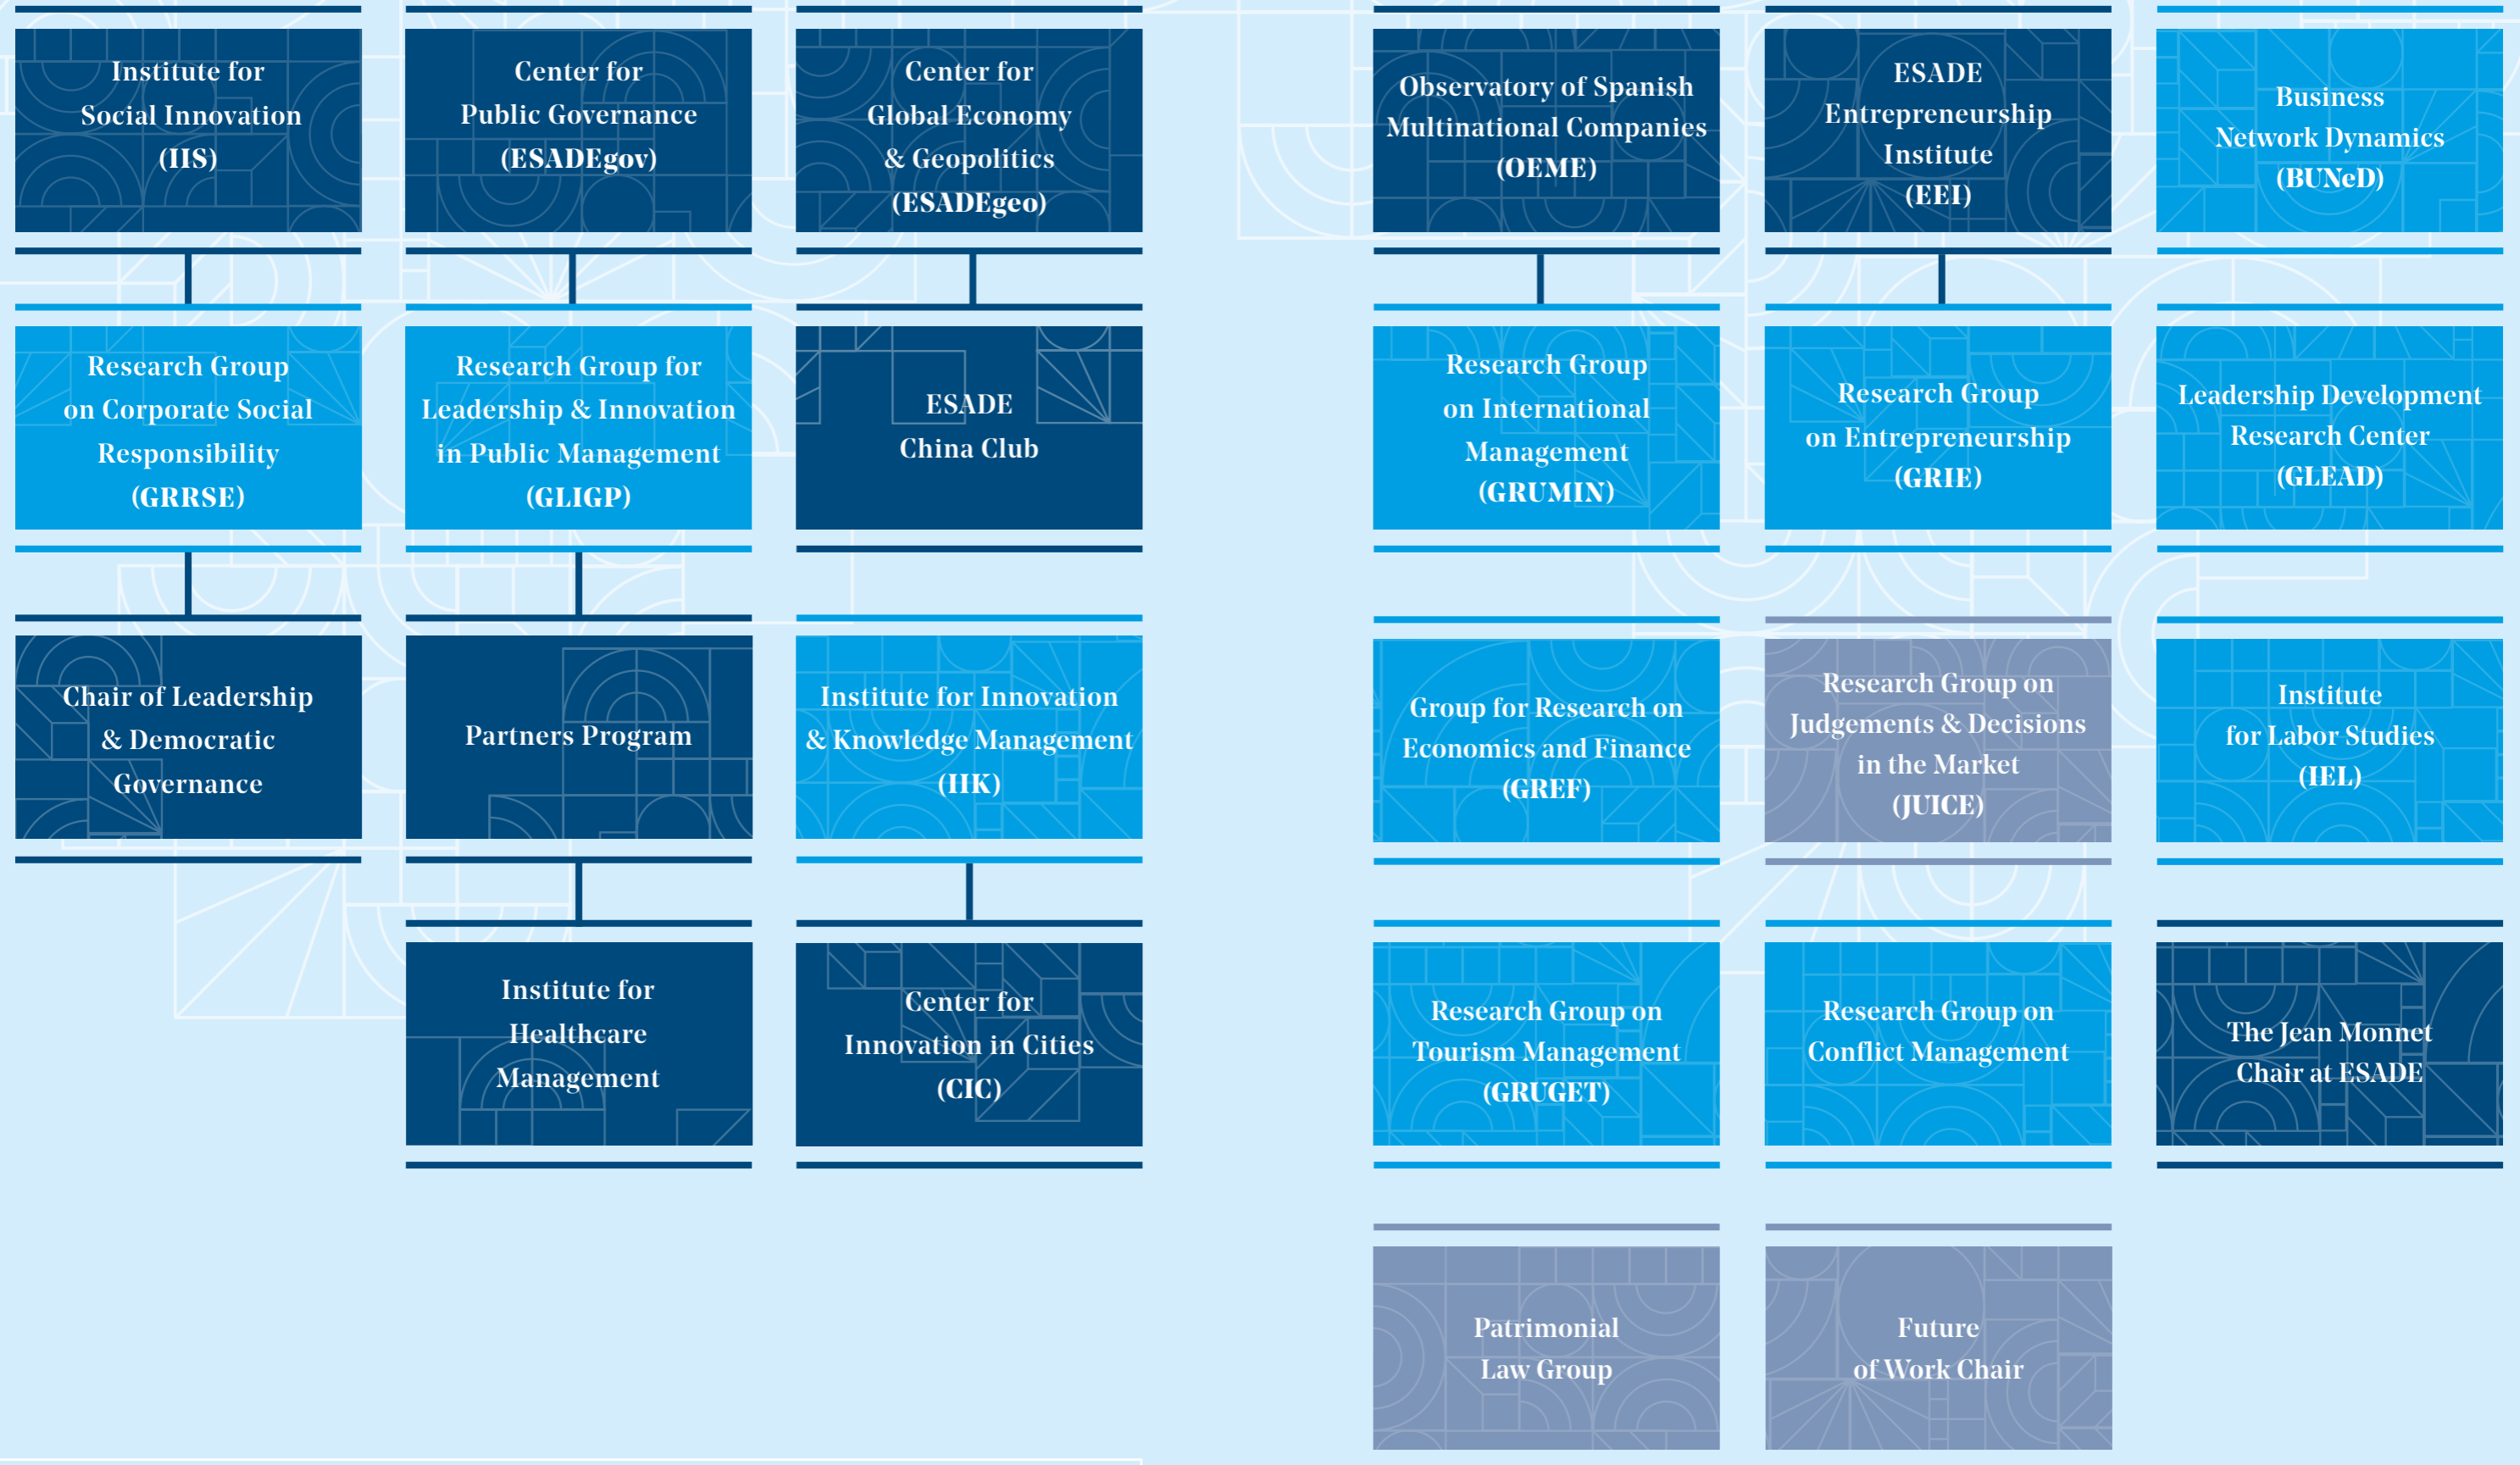 Institute for
Social Innovation
(IIS)
Center for
Public Governance
(ESADEgov)
Center for
Global Economy
& Geopolitics
(ESADEgeo)
Observatory of Spanish
Multinational Companies
(OEME)
ESADE
Entrepreneurship
Institute
(EEI)
Business
Network Dynamics
(BUNeD)
Research Group
on Corporate Social
Responsibility
(GRRSE)
Research Group for
Leadership & Innovation
in Public Management
(GLIGP)
ESADE
China Club
Research Group
on International
Management
(GRUMIN)
Research Group
on Entrepreneurship
(GRIE)
Leadership Development
Research Center
(GLEAD)
Chair of Leadership
& Democratic
Governance
Partners Program
Institute for Innovation
& Knowledge Management
(IIK)
Group for Research on
Economics and Finance
(GREF)
Research Group on
Judgements & Decisions
in the Market
(JUICE)
Institute
for Labor Studies
(IEL)
Institute for
Healthcare
Management
Center for
Innovation in Cities
(CIC)
Research Group on
Tourism Management
(GRUGET)
Research Group on
Conflict Management
The Jean Monnet
Chair at ESADE
Patrimonial
Law Group
Future
of Work Chair